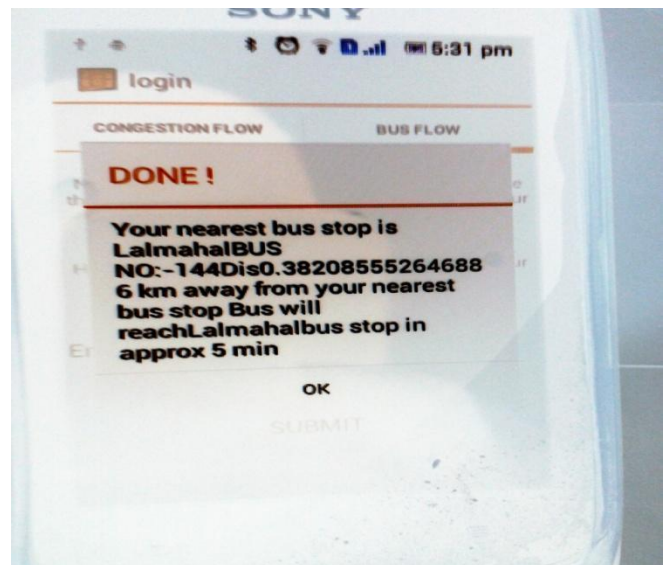 SONY
5:31 pm
login
CONGESTION FLOW BUS FLOW
DONE !
Your nearest bus stop is
LalmahalBUS
NO:-144Dis0.38208555264688
6 km away from your nearest
bus stop Bus will
reachLalmahalbus stop in
approx 5 min
OK
SUBMIT